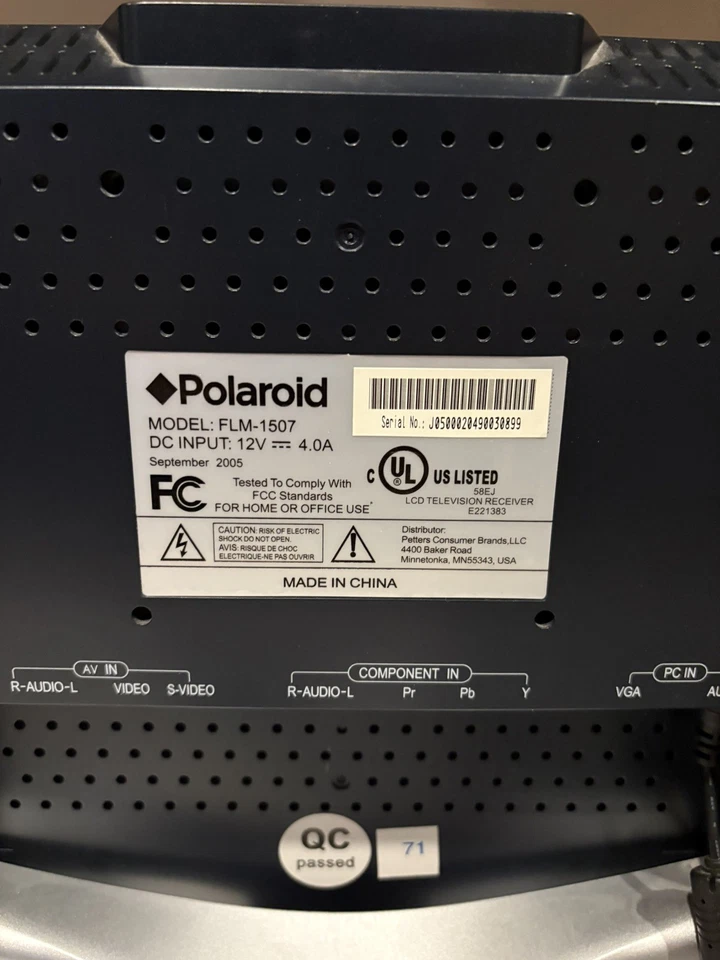 Polaroid
MODEL: FLM-1507
DC INPUT: 12V 4.0A
September 2005
Serial No.: J0500020490030899
FC
Tested To Comply With
FCC Standards
FOR HOME OR OFFICE USE
C UL ® US LISTED
58EJ
LCD TELEVISION RECEIVER
E221383
CAUTION: RISK OF ELECTRIC
SHOCK DO NOT OPEN.
AVIS: RISQUE DE CHOC
ELECTRIQUE-NE PAS OUVRIR
Distributor:
Petters Consumer Brands,LLC
4400 Baker Road
Minnetonka, MN55343, USA
MADE IN CHINA
AV IN
R-AUDIO-L VIDEO S-VIDEO
COMPONENT IN
R-AUDIO-L Pr Pb Y
PC IN
VGA AU
QC
passed
71